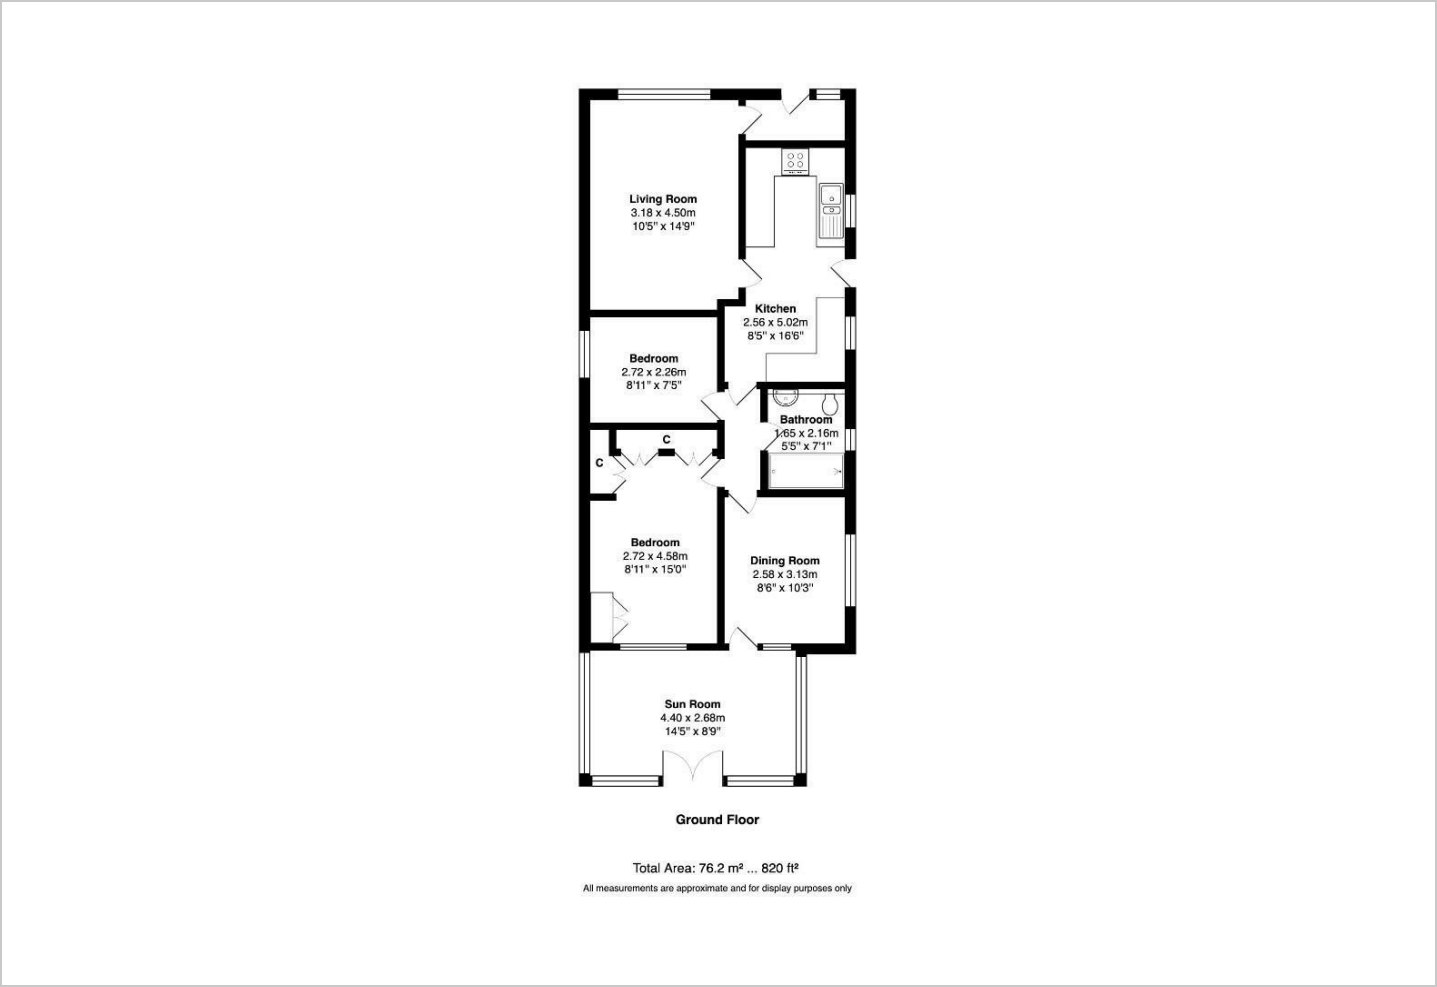 Living Room
3.18 x 4.50m
10'5" x 14'9"
Kitchen
2.56 x 5.02m
8'5" x 16'6"
Bedroom
2.72 x 2.26m
8'11" x 7'5"
Bathroom
1.65 x 2.16m
5'5" x 7'1"
C
C
Bedroom
2.72 x 4.58m
8'11" x 15'0"
Dining Room
2.58 x 3.13m
8'6" x 10'3"
Sun Room
4.40 x 2.68m
14'5" x 8'9"
Ground Floor
Total Area: 76.2 m² ... 820 ft²
All measurements are approximate and for display purposes only